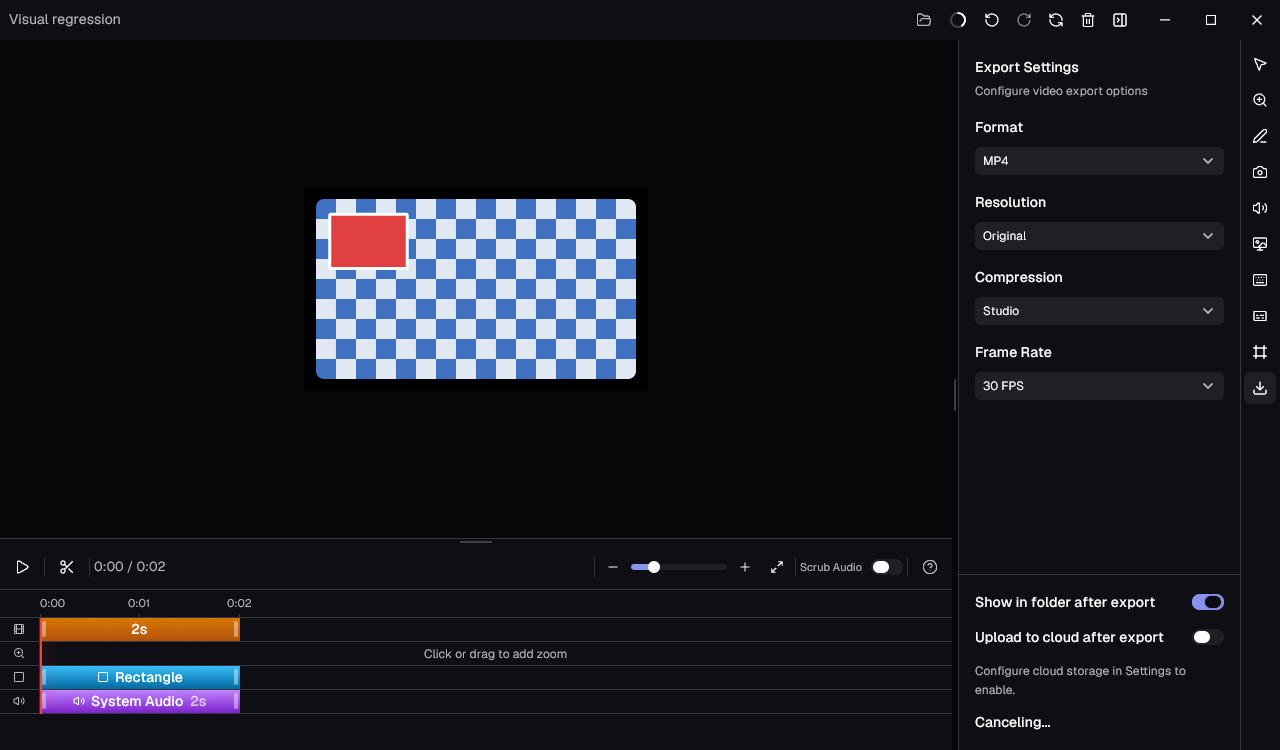 Visual regression
Export Settings
Configure video export options
Format
MP4
Resolution
Original
Compression
Studio
Frame Rate
30 FPS
0:00 / 0:02
Scrub Audio
0:00
0:01
0:02
2s
Click or drag to add zoom
Rectangle
System Audio 2s
Show in folder after export
Upload to cloud after export
Configure cloud storage in Settings to
enable.
Canceling...